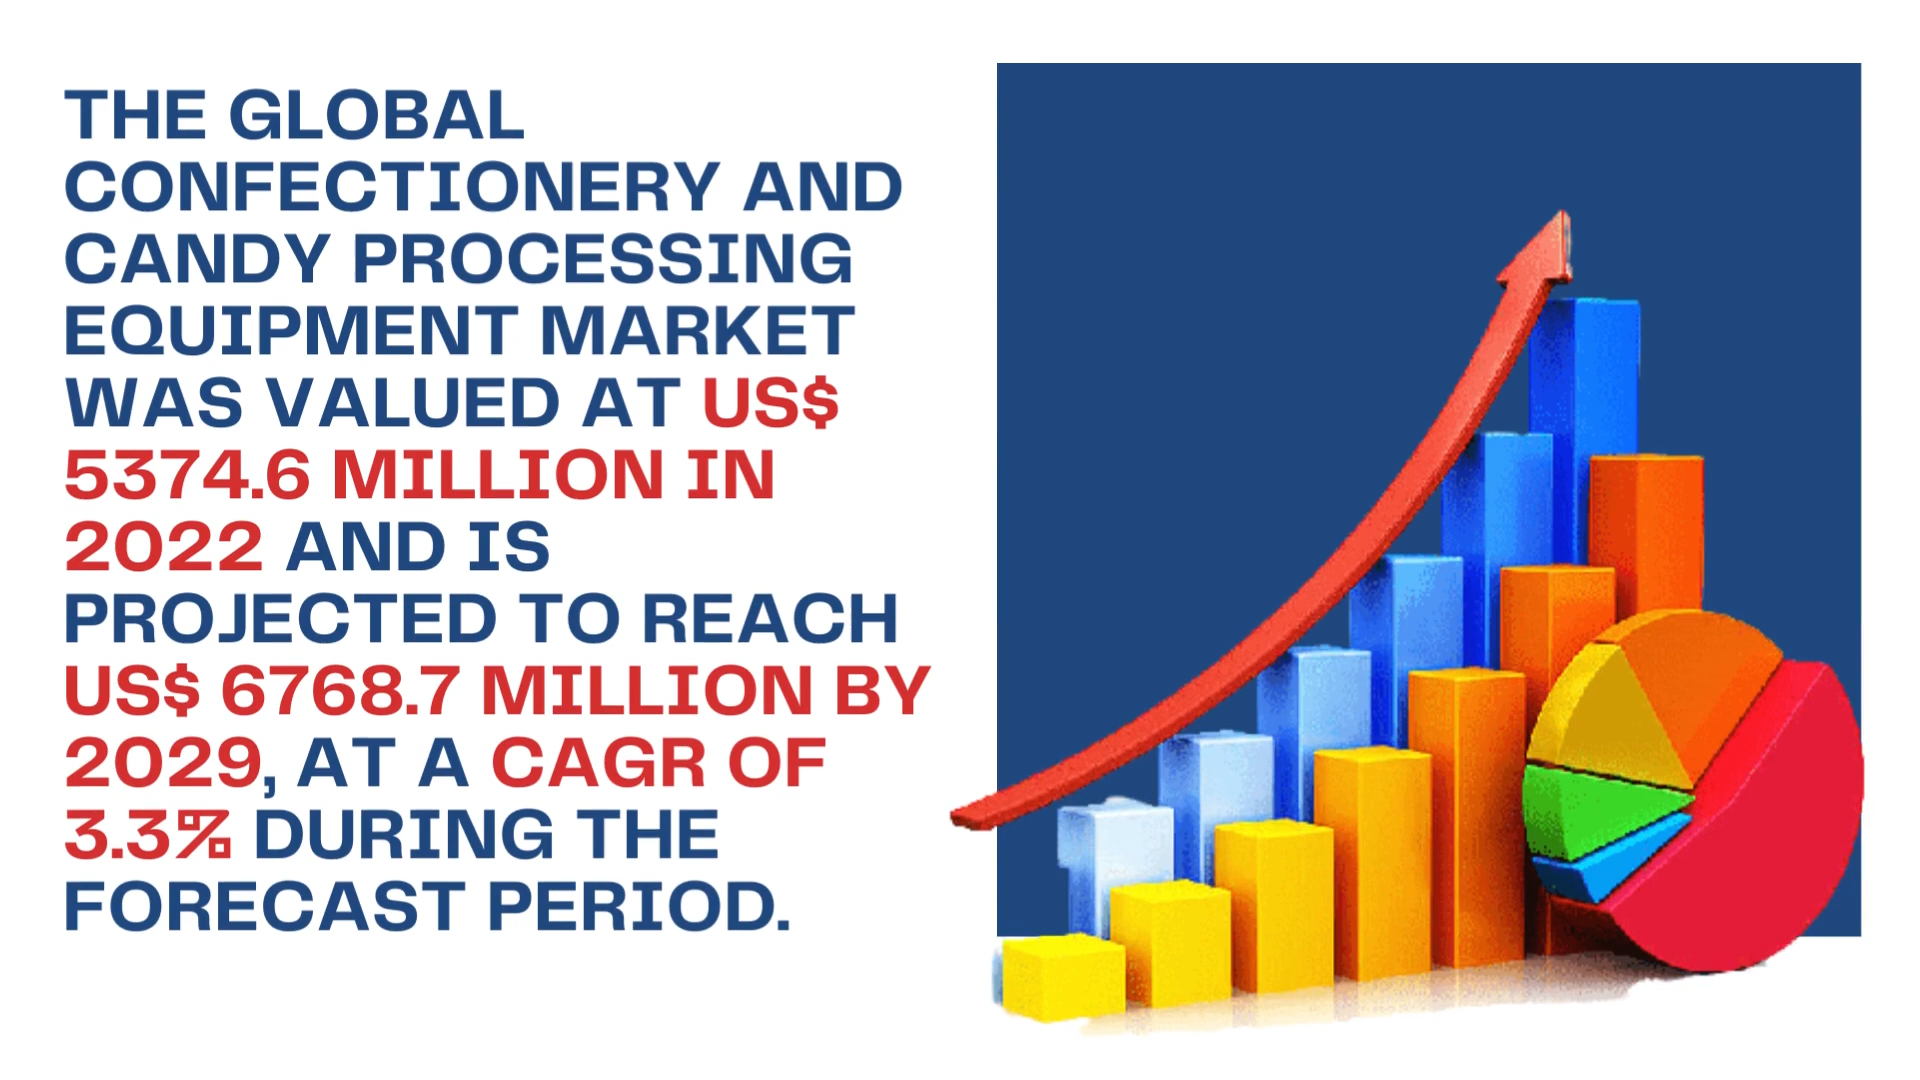 THE GLOBAL
CONFECTIONERY AND
CANDY PROCESSING
EQUIPMENT MARKET
WAS VALUED AT US$
5374.6 MILLION IN
2022 AND IS
PROJECTED TO REACH
US$ 6768.7 MILLION BY
2029, AT A CAGR OF
3.3% DURING THE
FORECAST PERIOD.